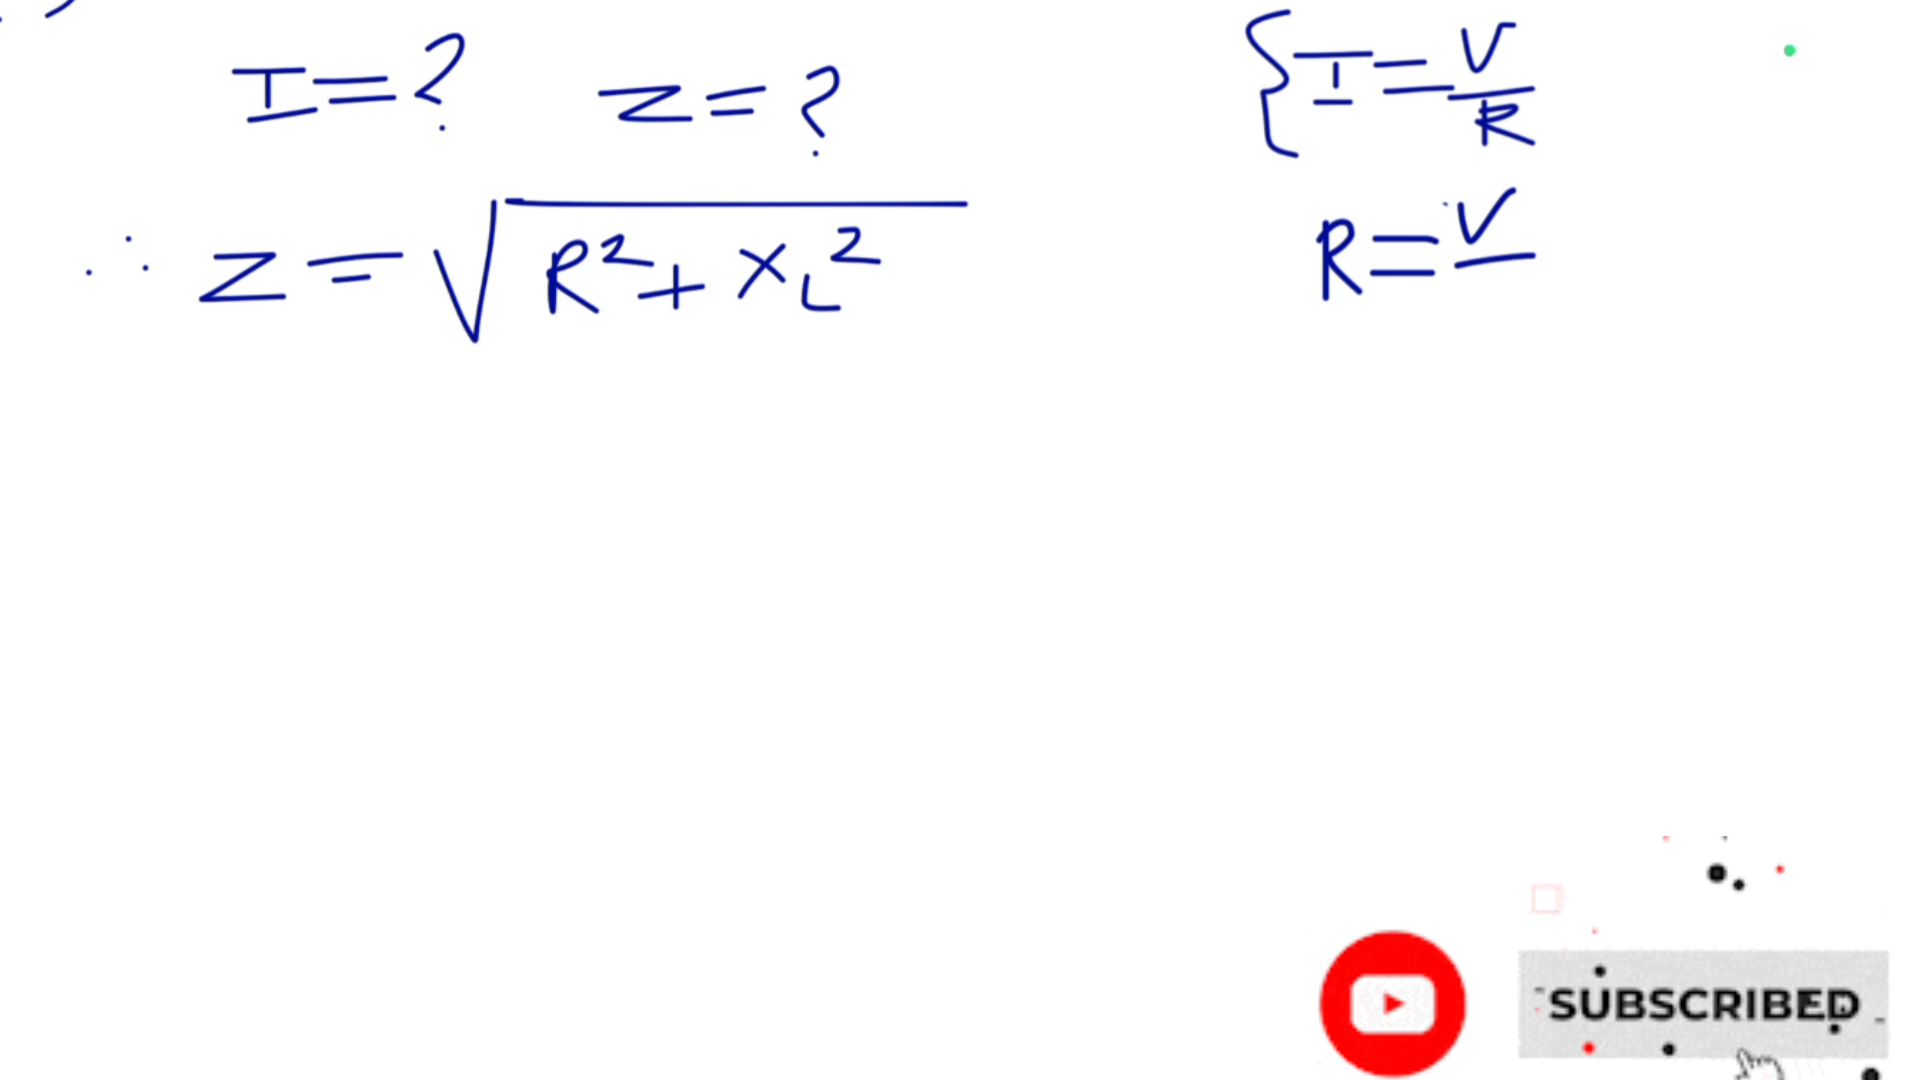 I = ? Z = ?
{ I = V/R
∴ Z = √(R² + X_L²)
R = V/
SUBSCRIBED